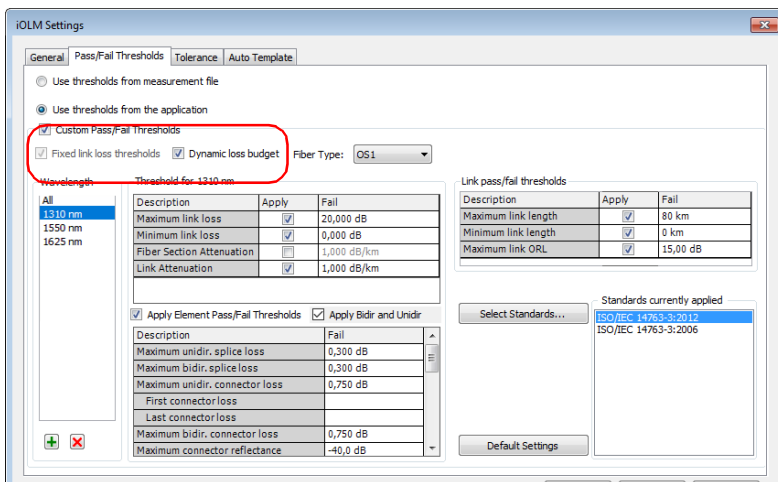 iOLM Settings
General Pass/Fail Thresholds Tolerance Auto Template
Use thresholds from measurement file
Use thresholds from the application
Custom Pass/Fail Thresholds
Fixed link loss thresholds Dynamic loss budget Fiber Type: OS1
Wavelength
All
1310 nm
1550 nm
1625 nm
Threshold for 1310 nm
Description Apply Fail
Maximum link loss 20,000 dB
Minimum link loss 0,000 dB
Fiber Section Attenuation 1,000 dB/km
Link Attenuation 1,000 dB/km
Apply Element Pass/Fail Thresholds Apply Bidir and Unidir
Description Fail
Maximum unidir. splice loss 0,300 dB
Maximum bidir. splice loss 0,300 dB
Maximum unidir. connector loss 0,750 dB
First connector loss
Last connector loss
Maximum bidir. connector loss 0,750 dB
Maximum connector reflectance -40,0 dB
Link pass/fail thresholds
Description Apply Fail
Maximum link length 80 km
Minimum link length 0 km
Maximum link ORL 15,00 dB
Select Standards...
Standards currently applied
ISO/IEC 14763-3:2012
ISO/IEC 14763-3:2006
Default Settings